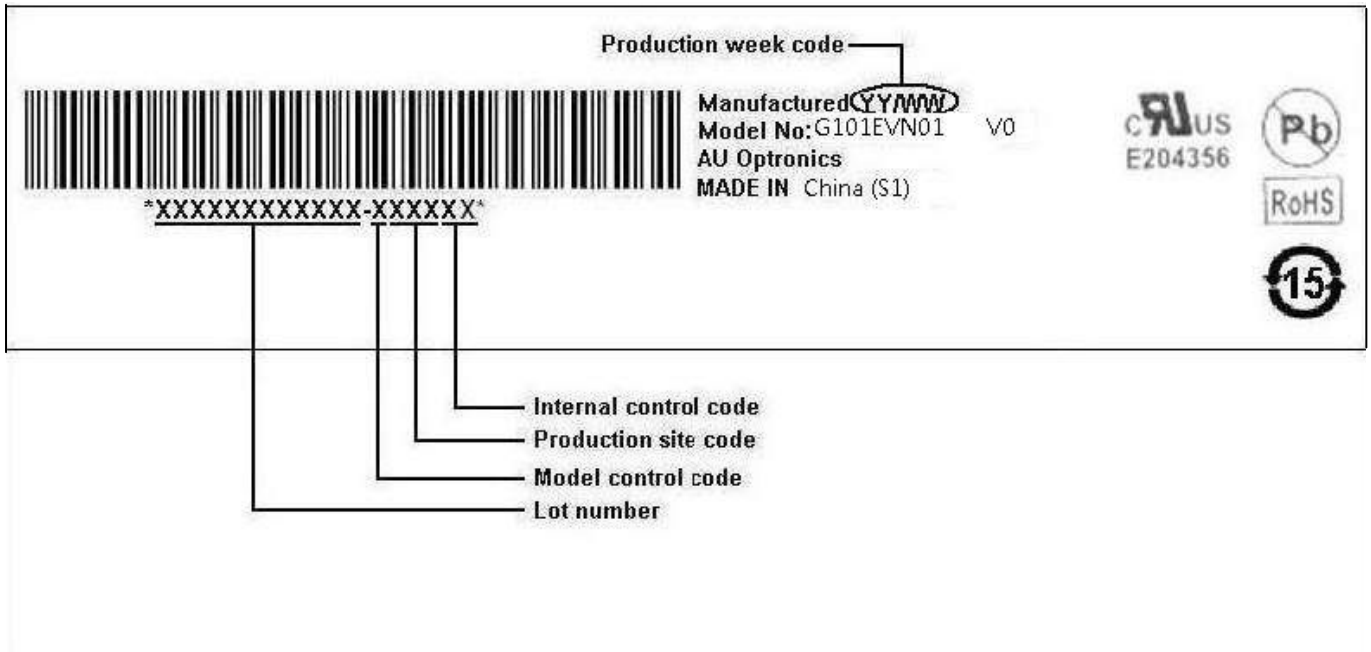 Production week code
Manufactured YY/WW
Model No: G101EVN01 V0
AU Optronics
MADE IN China (S1)
*XXXXXXXXXXXX-XXXXXX*
c RU US
E204356
Pb
RoHS
15
Internal control code
Production site code
Model control code
Lot number